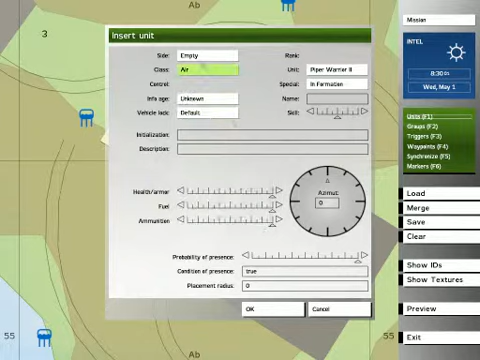 Ab
3
Insert unit
Side: Empty
Rank:
Class: Air
Unit: Piper Warrior II
Control:
Special: In Formation
Info age: Unknown
Name:
Vehicle lock: Default
Skill:
Initialization:
Description:
Health/armor
Fuel
Ammunition
Azimut
0
Probability of presence:
Condition of presence: true
Placement radius: 0
OK
Cancel
55
55
Ab
Mission
INTEL
8:30
Wed, May 1
Units (F1)
Groups (F2)
Triggers (F3)
Waypoints (F4)
Synchronize (F5)
Markers (F6)
Load
Merge
Save
Clear
Show IDs
Show Textures
Preview
Exit